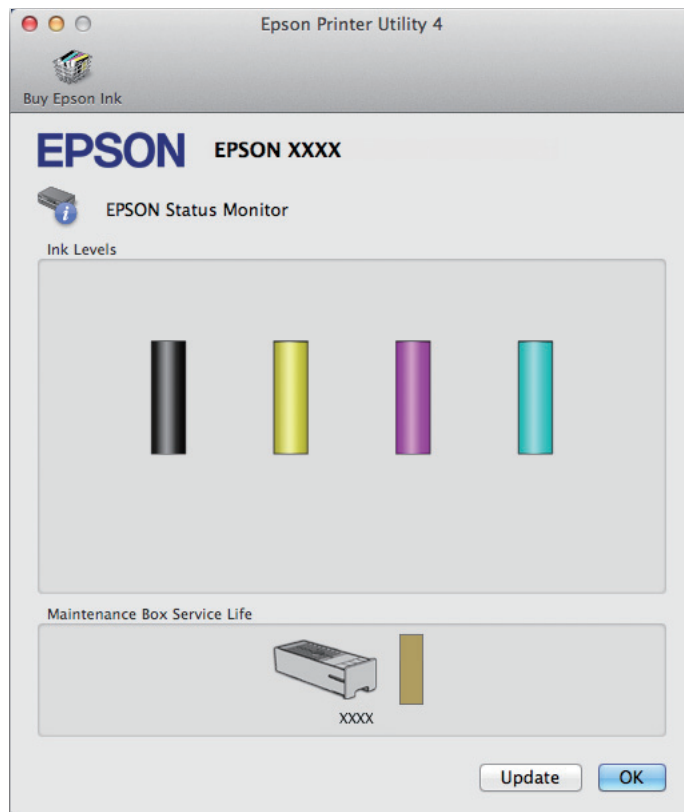 Epson Printer Utility 4
Buy Epson Ink
EPSON EPSON XXXX
EPSON Status Monitor
Ink Levels
Maintenance Box Service Life
XXXX
Update OK